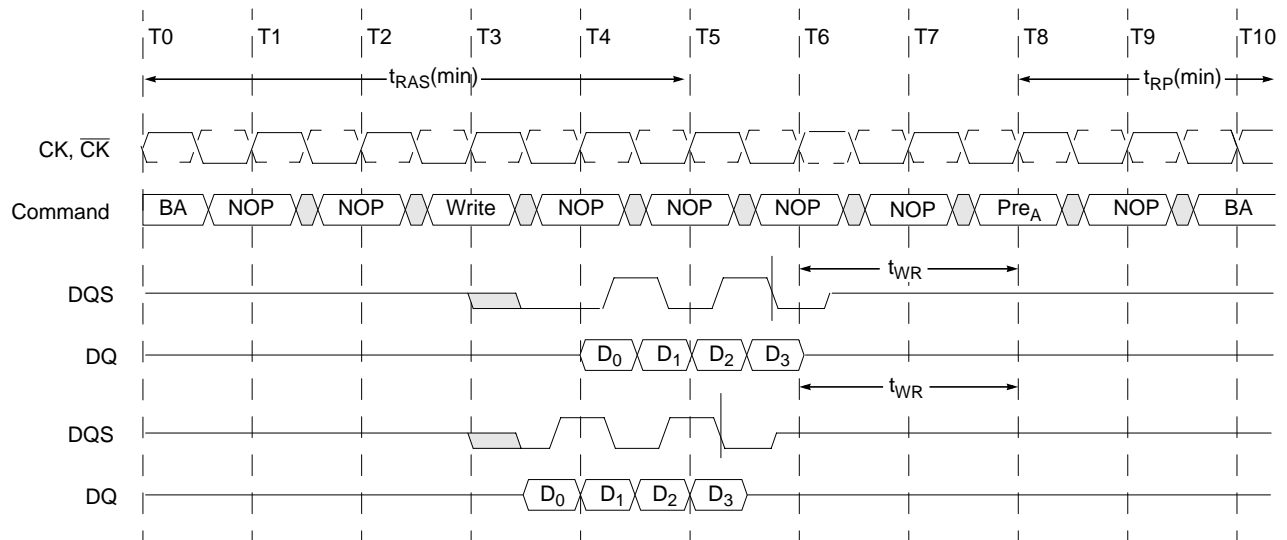 T0 T1 T2 T3 T4 T5 T6 T7 T8 T9 T10
tRAS(min) tRP(min)
CK, CK
Command BA NOP NOP Write NOP NOP NOP NOP PreA NOP BA
tWR
DQS
DQ D0 D1 D2 D3
tWR
DQS
DQ D0 D1 D2 D3